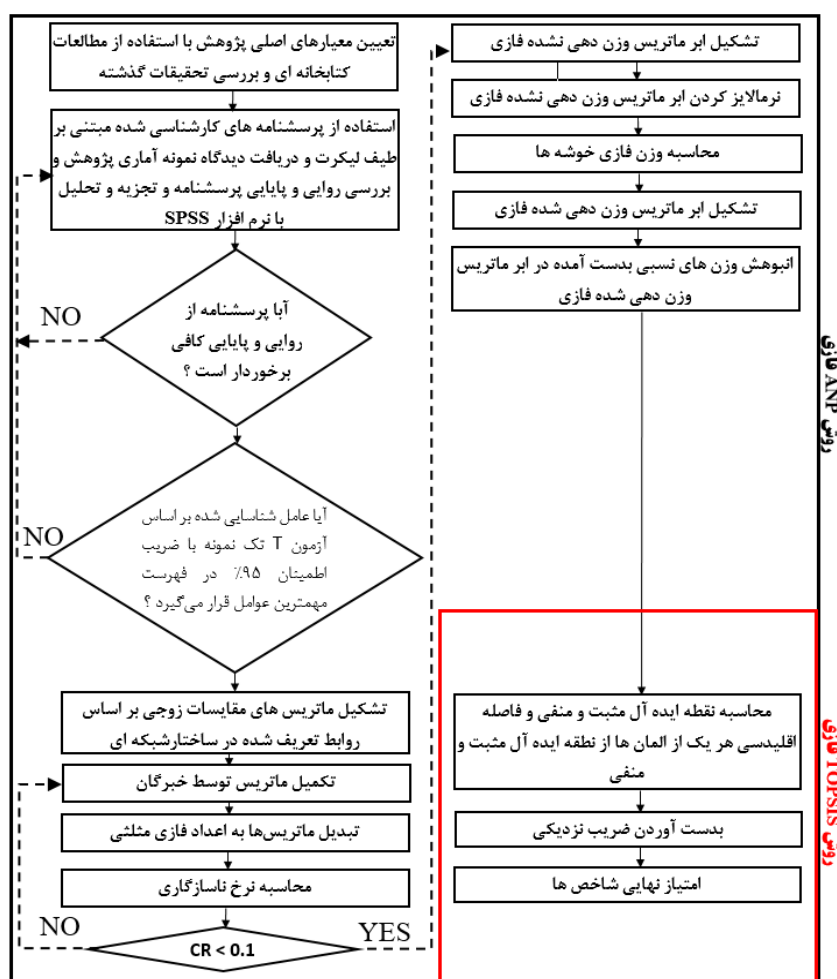 تعیین معیارهای اصلی پژوهش با استفاده از مطالعات
کتابخانه ای و بررسی تحقیقات گذشته
استفاده از پرسشنامه های کارشناسی شده مبتنی بر
طیف لیکرت و دریافت دیدگاه نمونه آماری پژوهش و
بررسی روایی و پایایی پرسشنامه و تجزیه و تحلیل
با نرم افزار SPSS
آبا پرسشنامه از
روایی و پایایی کافی
برخوردار است ؟
NO
آیا عامل شناسایی شده بر اساس
آزمون T تک نمونه با ضریب
اطمینان ۹۵٪ در فهرست
مهمترین عوامل قرار می‌گیرد ؟
NO
تشکیل ماتریس های مقایسات زوجی بر اساس
روابط تعریف شده در ساختارشبکه ای
تکمیل ماتریس توسط خبرگان
تبدیل ماتریس‌ها به اعداد فازی مثلثی
محاسبه نرخ ناسازگاری
CR < 0.1
NO
YES
تشکیل ابر ماتریس وزن دهی نشده فازی
نرمالایز کردن ابر ماتریس وزن دهی نشده فازی
محاسبه وزن فازی خوشه ها
تشکیل ابر ماتریس وزن دهی شده فازی
انبوهش وزن های نسبی بدست آمده در ابر ماتریس
وزن دهی شده فازی
محاسبه نقطه ایده آل مثبت و منفی و فاصله
اقلیدسی هر یک از المان ها از نطقه ایده آل مثبت و
منفی
بدست آوردن ضریب نزدیکی
امتیاز نهایی شاخص ها
روش ANP فازی
روش TOPSIS فازی